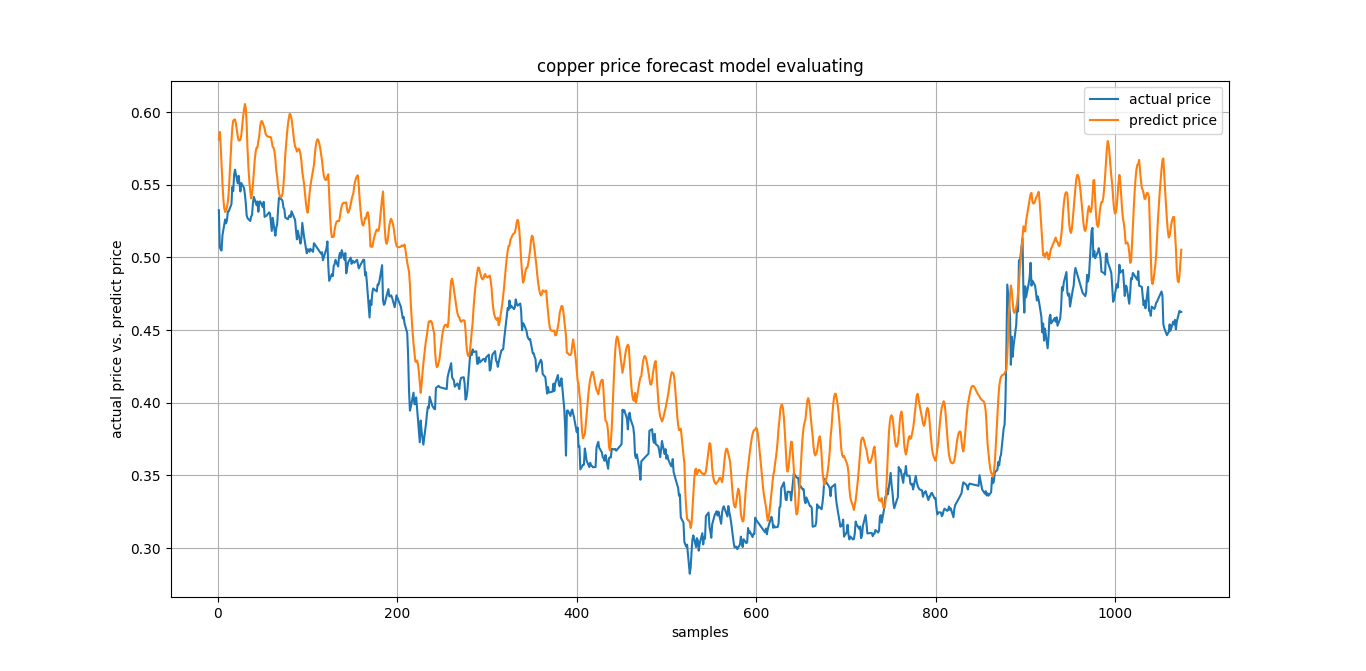 copper price forecast model evaluating
actual price
predict price
actual price vs. predict price
0.60
0.55
0.50
0.45
0.40
0.35
0.30
0 200 400 600 800 1000
samples